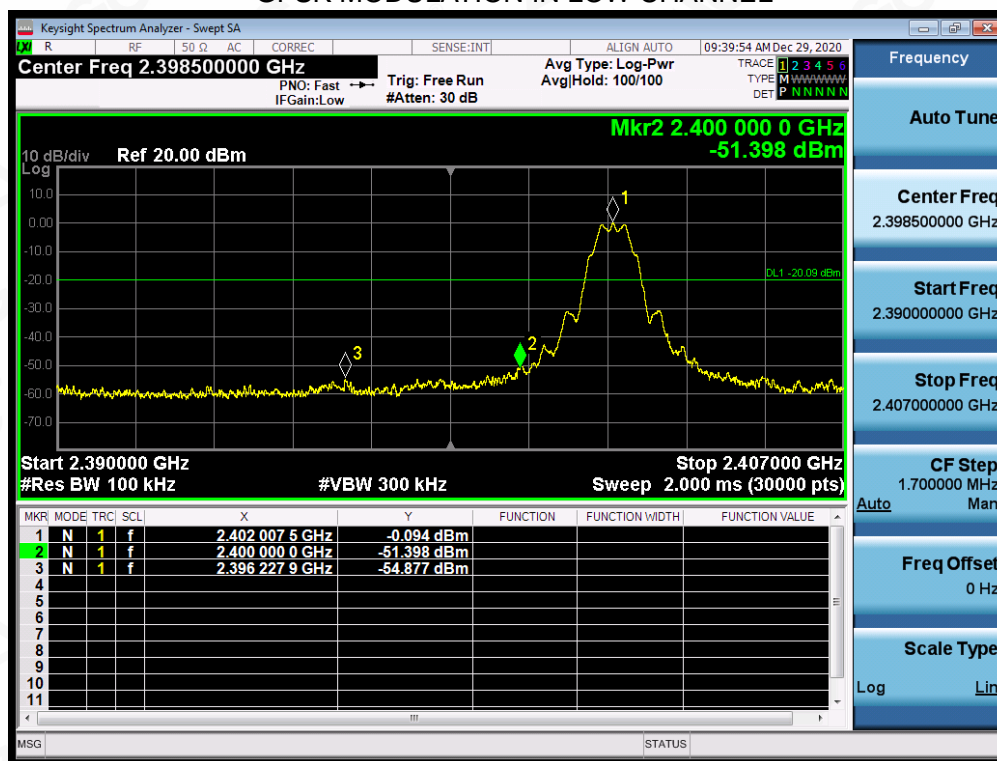 Keysight Spectrum Analyzer - Swept SA
LXI R RF 50 Ω AC CORREC SENSE:INT ALIGN AUTO 09:39:54 AM Dec 29, 2020
Center Freq 2.398500000 GHz
PNO: Fast
IFGain:Low
Trig: Free Run
#Atten: 30 dB
Avg Type: Log-Pwr
Avg|Hold: 100/100
TRACE 1 2 3 4 5 6
TYPE M
DET P N N N N N
Mkr2 2.400 000 0 GHz
-51.398 dBm
10 dB/div Ref 20.00 dBm
Log
10.0
0.00
-10.0
-20.0
-30.0
-40.0
-50.0
-60.0
-70.0
1
2
3
DL1 -20.09 dBm
Start 2.390000 GHz Stop 2.407000 GHz
#Res BW 100 kHz #VBW 300 kHz Sweep 2.000 ms (30000 pts)
MKR MODE TRC SCL X Y FUNCTION FUNCTION WIDTH FUNCTION VALUE
1 N 1 f 2.402 007 5 GHz -0.094 dBm
2 N 1 f 2.400 000 0 GHz -51.398 dBm
3 N 1 f 2.396 227 9 GHz -54.877 dBm
4
5
6
7
8
9
10
11
MSG STATUS
Frequency
Auto Tune
Center Freq
2.398500000 GHz
Start Freq
2.390000000 GHz
Stop Freq
2.407000000 GHz
CF Step
1.700000 MHz
Auto Man
Freq Offset
0 Hz
Scale Type
Log Lin